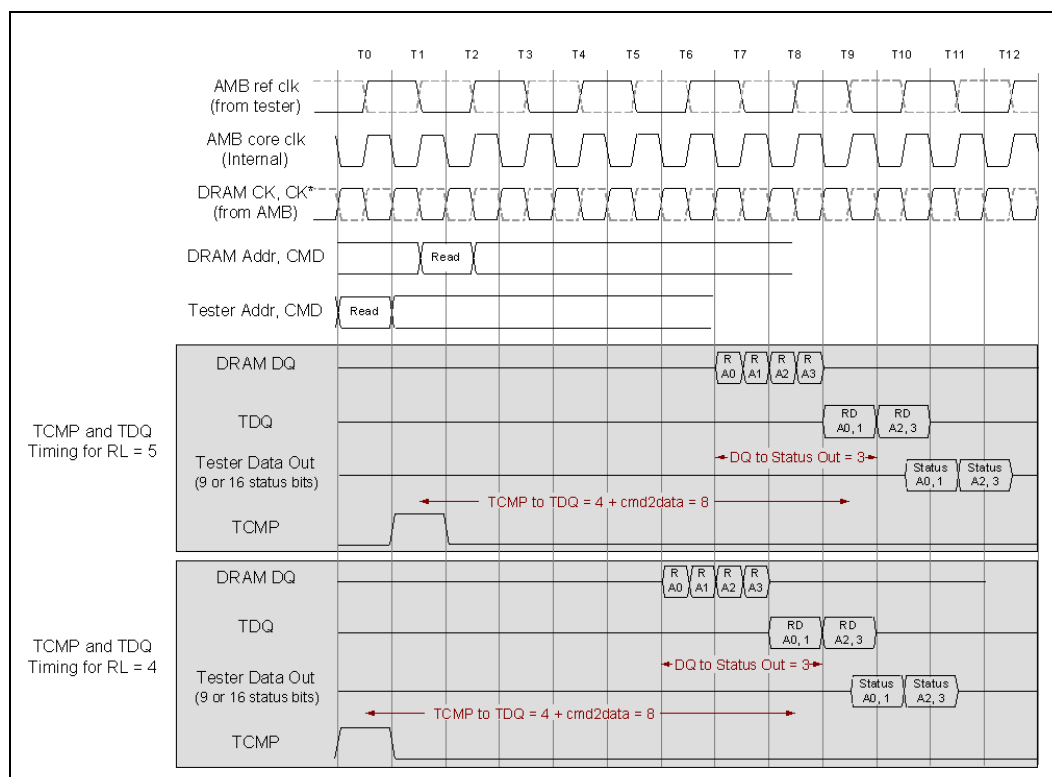 T0 T1 T2 T3 T4 T5 T6 T7 T8 T9 T10 T11 T12
AMB ref clk
(from tester)
AMB core clk
(Internal)
DRAM CK, CK*
(from AMB)
DRAM Addr, CMD
Read
Tester Addr, CMD
Read
TCMP and TDQ
Timing for RL = 5
DRAM DQ
R R R R
A0 A1 A2 A3
TDQ
RD RD
A0, 1 A2, 3
DQ to Status Out = 3
Tester Data Out
(9 or 16 status bits)
Status Status
A0, 1 A2, 3
TCMP to TDQ = 4 + cmd2data = 8
TCMP
TCMP and TDQ
Timing for RL = 4
DRAM DQ
R R R R
A0 A1 A2 A3
TDQ
RD RD
A0, 1 A2, 3
DQ to Status Out = 3
Tester Data Out
(9 or 16 status bits)
Status Status
A0, 1 A2, 3
TCMP to TDQ = 4 + cmd2data = 8
TCMP